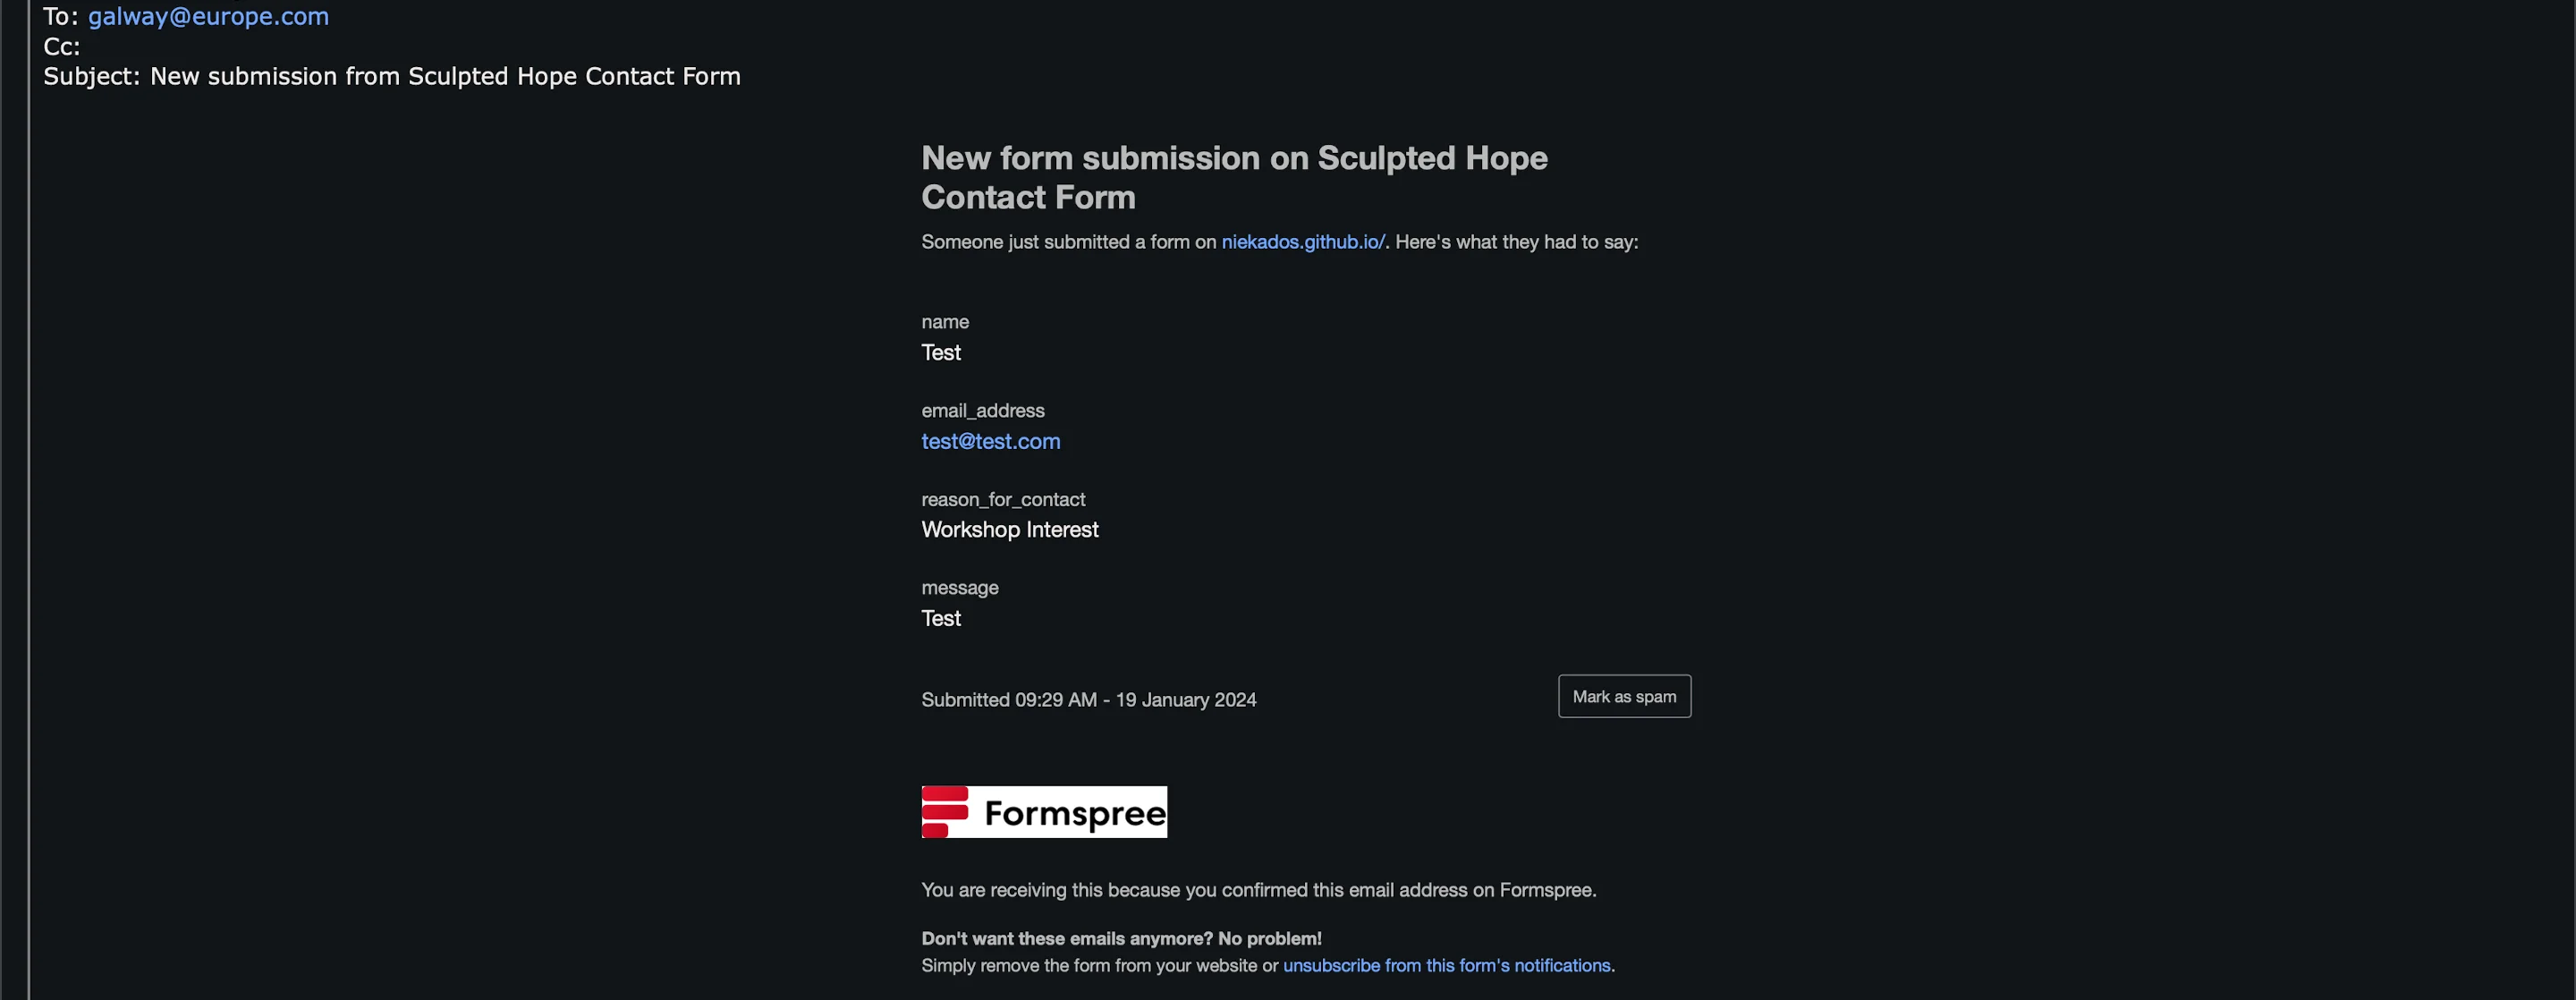 To: galway@europe.com
Cc:
Subject: New submission from Sculpted Hope Contact Form
New form submission on Sculpted Hope
Contact Form
Someone just submitted a form on niekados.github.io/. Here's what they had to say:
name
Test
email_address
test@test.com
reason_for_contact
Workshop Interest
message
Test
Submitted 09:29 AM - 19 January 2024
Mark as spam
Formspree
You are receiving this because you confirmed this email address on Formspree.
Don't want these emails anymore? No problem!
Simply remove the form from your website or unsubscribe from this form's notifications.